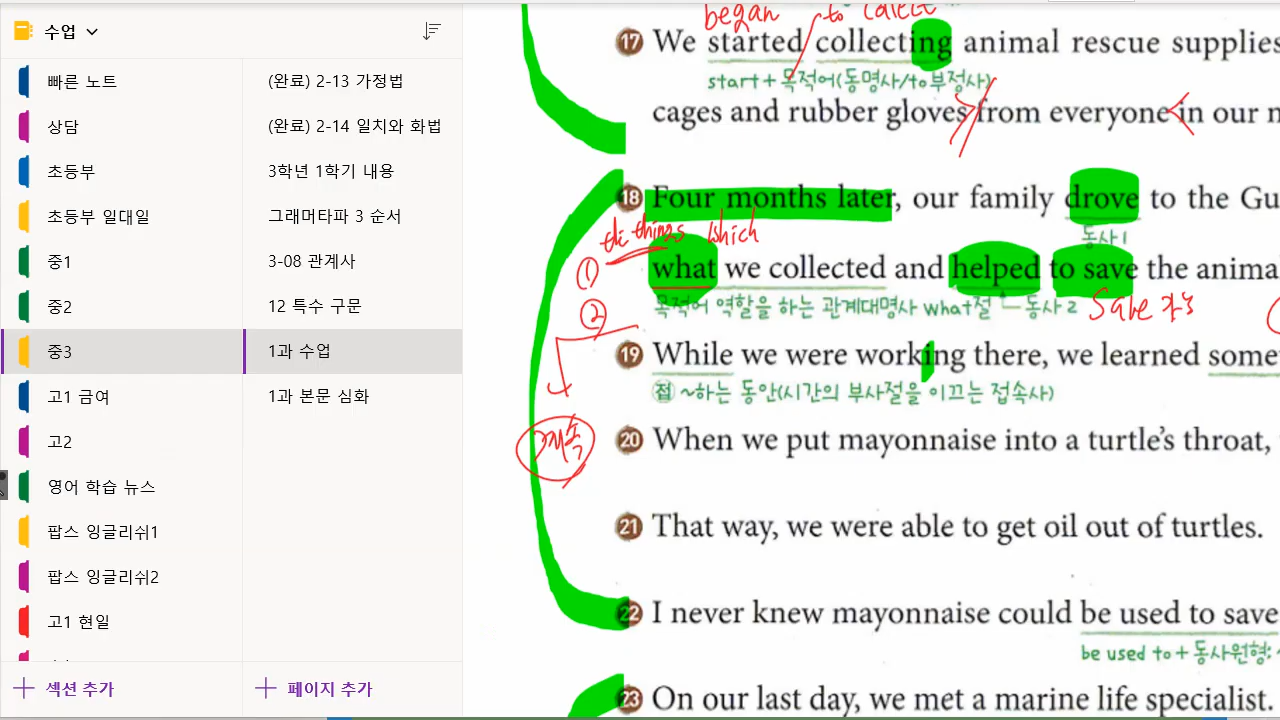 수업
빠른 노트
상담
초등부
초등부 일대일
중1
중2
중3
고1 금여
고2
영어 학습 뉴스
팝스 잉글리쉬1
팝스 잉글리쉬2
고1 현일
섹션 추가
(완료) 2-13 가정법
(완료) 2-14 일치와 화법
3학년 1학기 내용
그래머타파 3 순서
3-08 관계사
12 특수 구문
1과 수업
1과 본문 심화
페이지 추가
began to collect
17 We started collecting animal rescue supplies
start + 목적어(동명사/to부정사)
cages and rubber gloves from everyone in our
18 Four months later, our family drove to the Gu
동사1
the things which
① what we collected and helped to save the anima
② 목적어 역할을 하는 관계대명사 what절 동사 2 Save
19 While we were working there, we learned some
접 ~하는 동안(시간의 부사절을 이끄는 접속사)
계속
20 When we put mayonnaise into a turtle's throat,
21 That way, we were able to get oil out of turtles.
22 I never knew mayonnaise could be used to save
be used to + 동사원형:
23 On our last day, we met a marine life specialist.